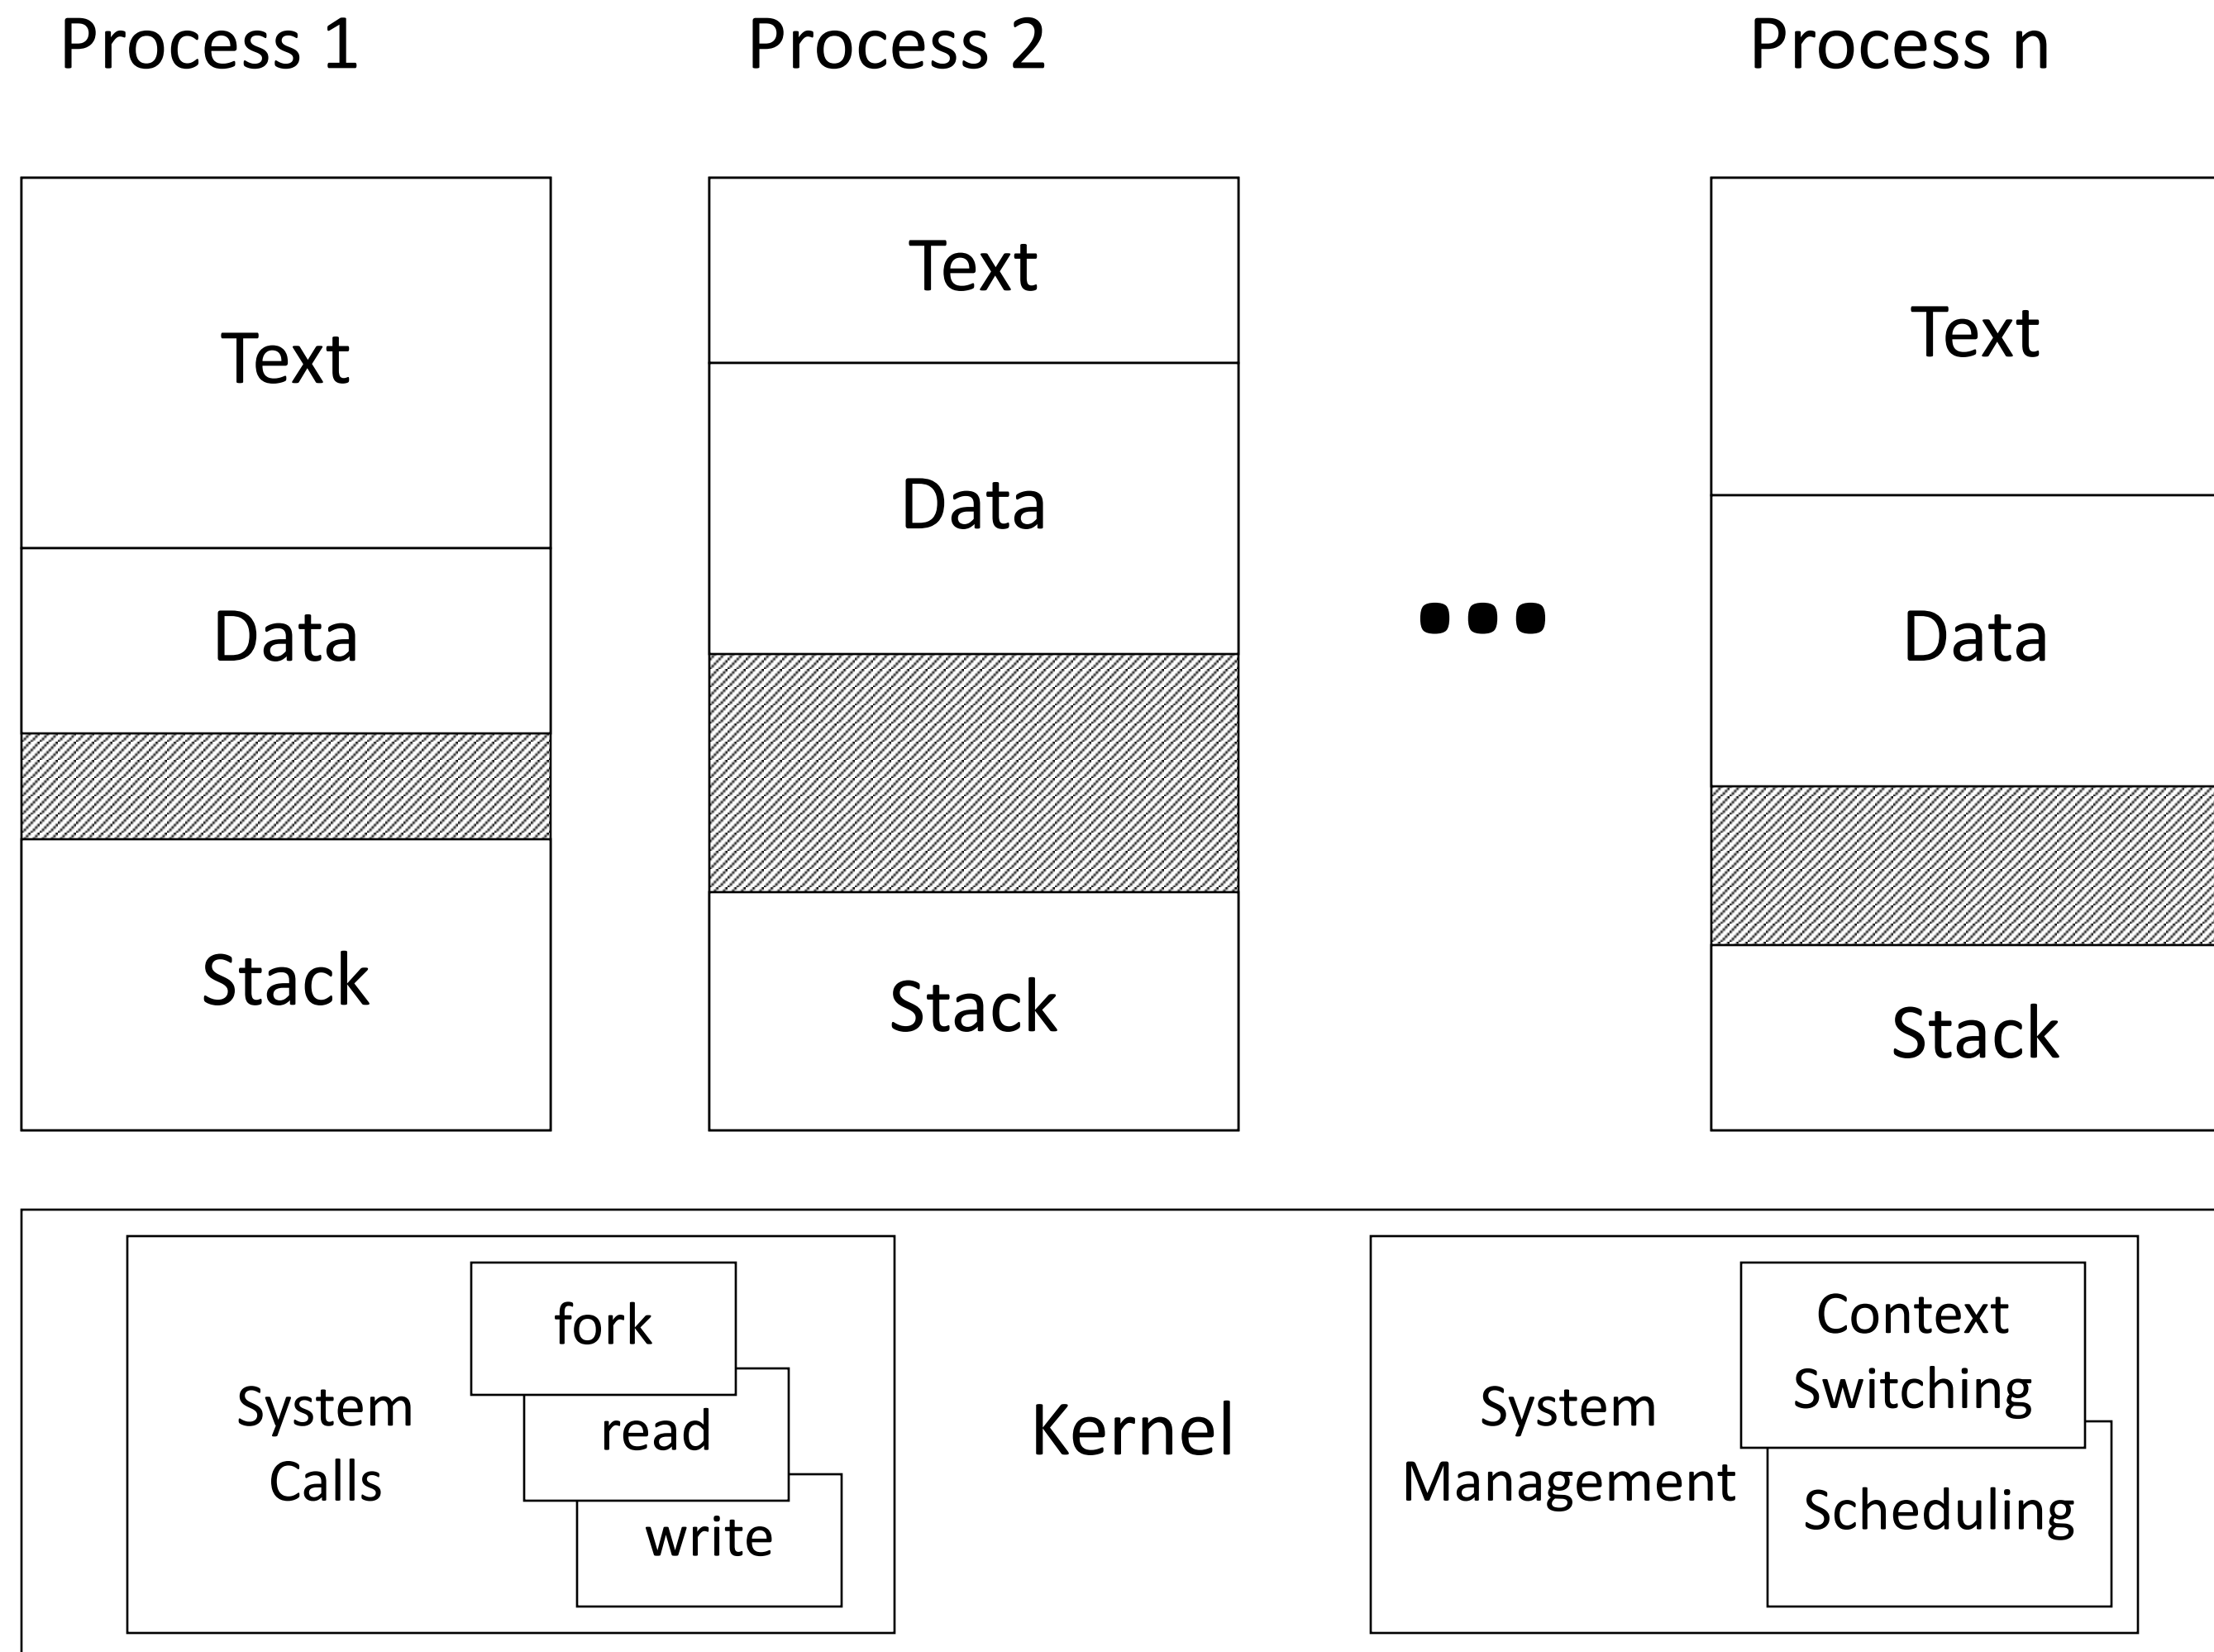 Process 1
Process 2
Process n
Text
Data
Stack
Text
Data
Stack
Text
Data
Stack
System
Calls
fork
read
write
Kernel
System
Management
Context
Switching
Scheduling